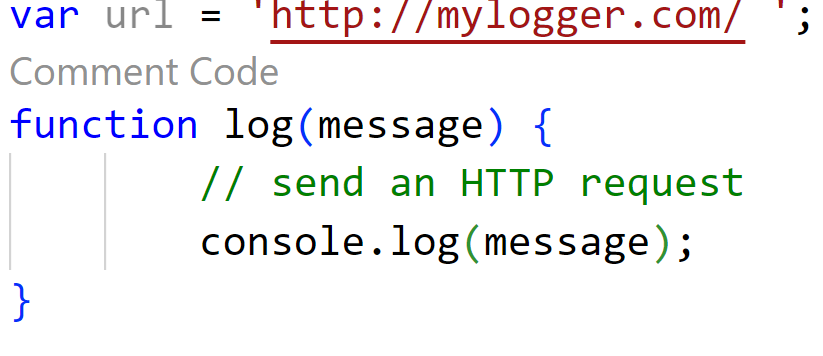 var url = 'http://mylogger.com/ ';
Comment Code
function log(message) {
// send an HTTP request
console.log(message);
}